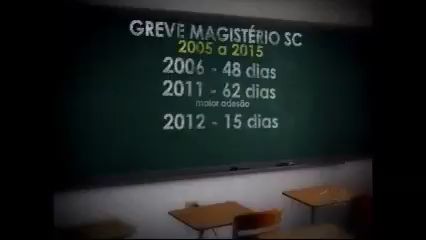 GREVE MAGISTÉRIO SC
2005 a 2015
2006 - 48 dias
2011 - 62 dias
maior adesão
2012 - 15 dias